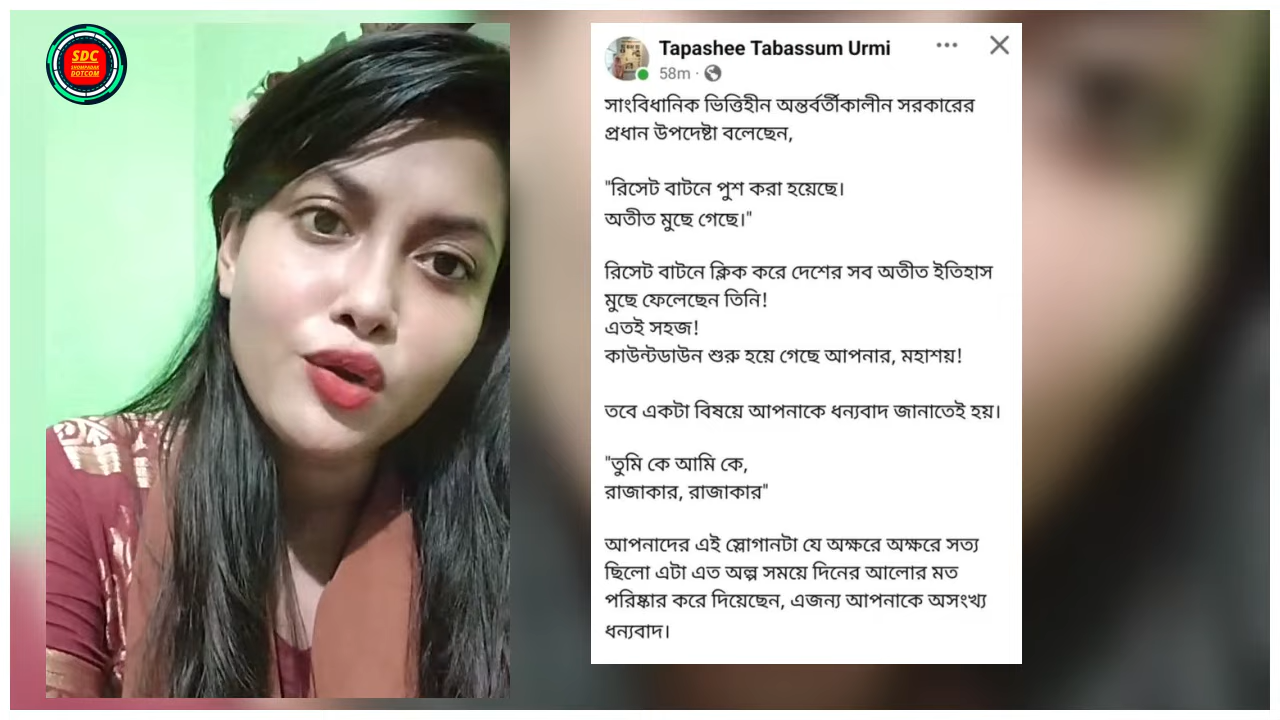 SDC
SHOMPADAK
DOTCOM
Tapashee Tabassum Urmi
58m ·
সাংবিধানিক ভিত্তিহীন অন্তর্বর্তীকালীন সরকারের
প্রধান উপদেষ্টা বলেছেন,
"রিসেট বাটনে পুশ করা হয়েছে।
অতীত মুছে গেছে।"
রিসেট বাটনে ক্লিক করে দেশের সব অতীত ইতিহাস
মুছে ফেলেছেন তিনি!
এতই সহজ!
কাউন্টডাউন শুরু হয়ে গেছে আপনার, মহাশয়!
তবে একটা বিষয়ে আপনাকে ধন্যবাদ জানাতেই হয়।
"তুমি কে আমি কে,
রাজাকার, রাজাকার"
আপনাদের এই স্লোগানটা যে অক্ষরে অক্ষরে সত্য
ছিলো এটা এত অল্প সময়ে দিনের আলোর মত
পরিষ্কার করে দিয়েছেন, এজন্য আপনাকে অসংখ্য
ধন্যবাদ।